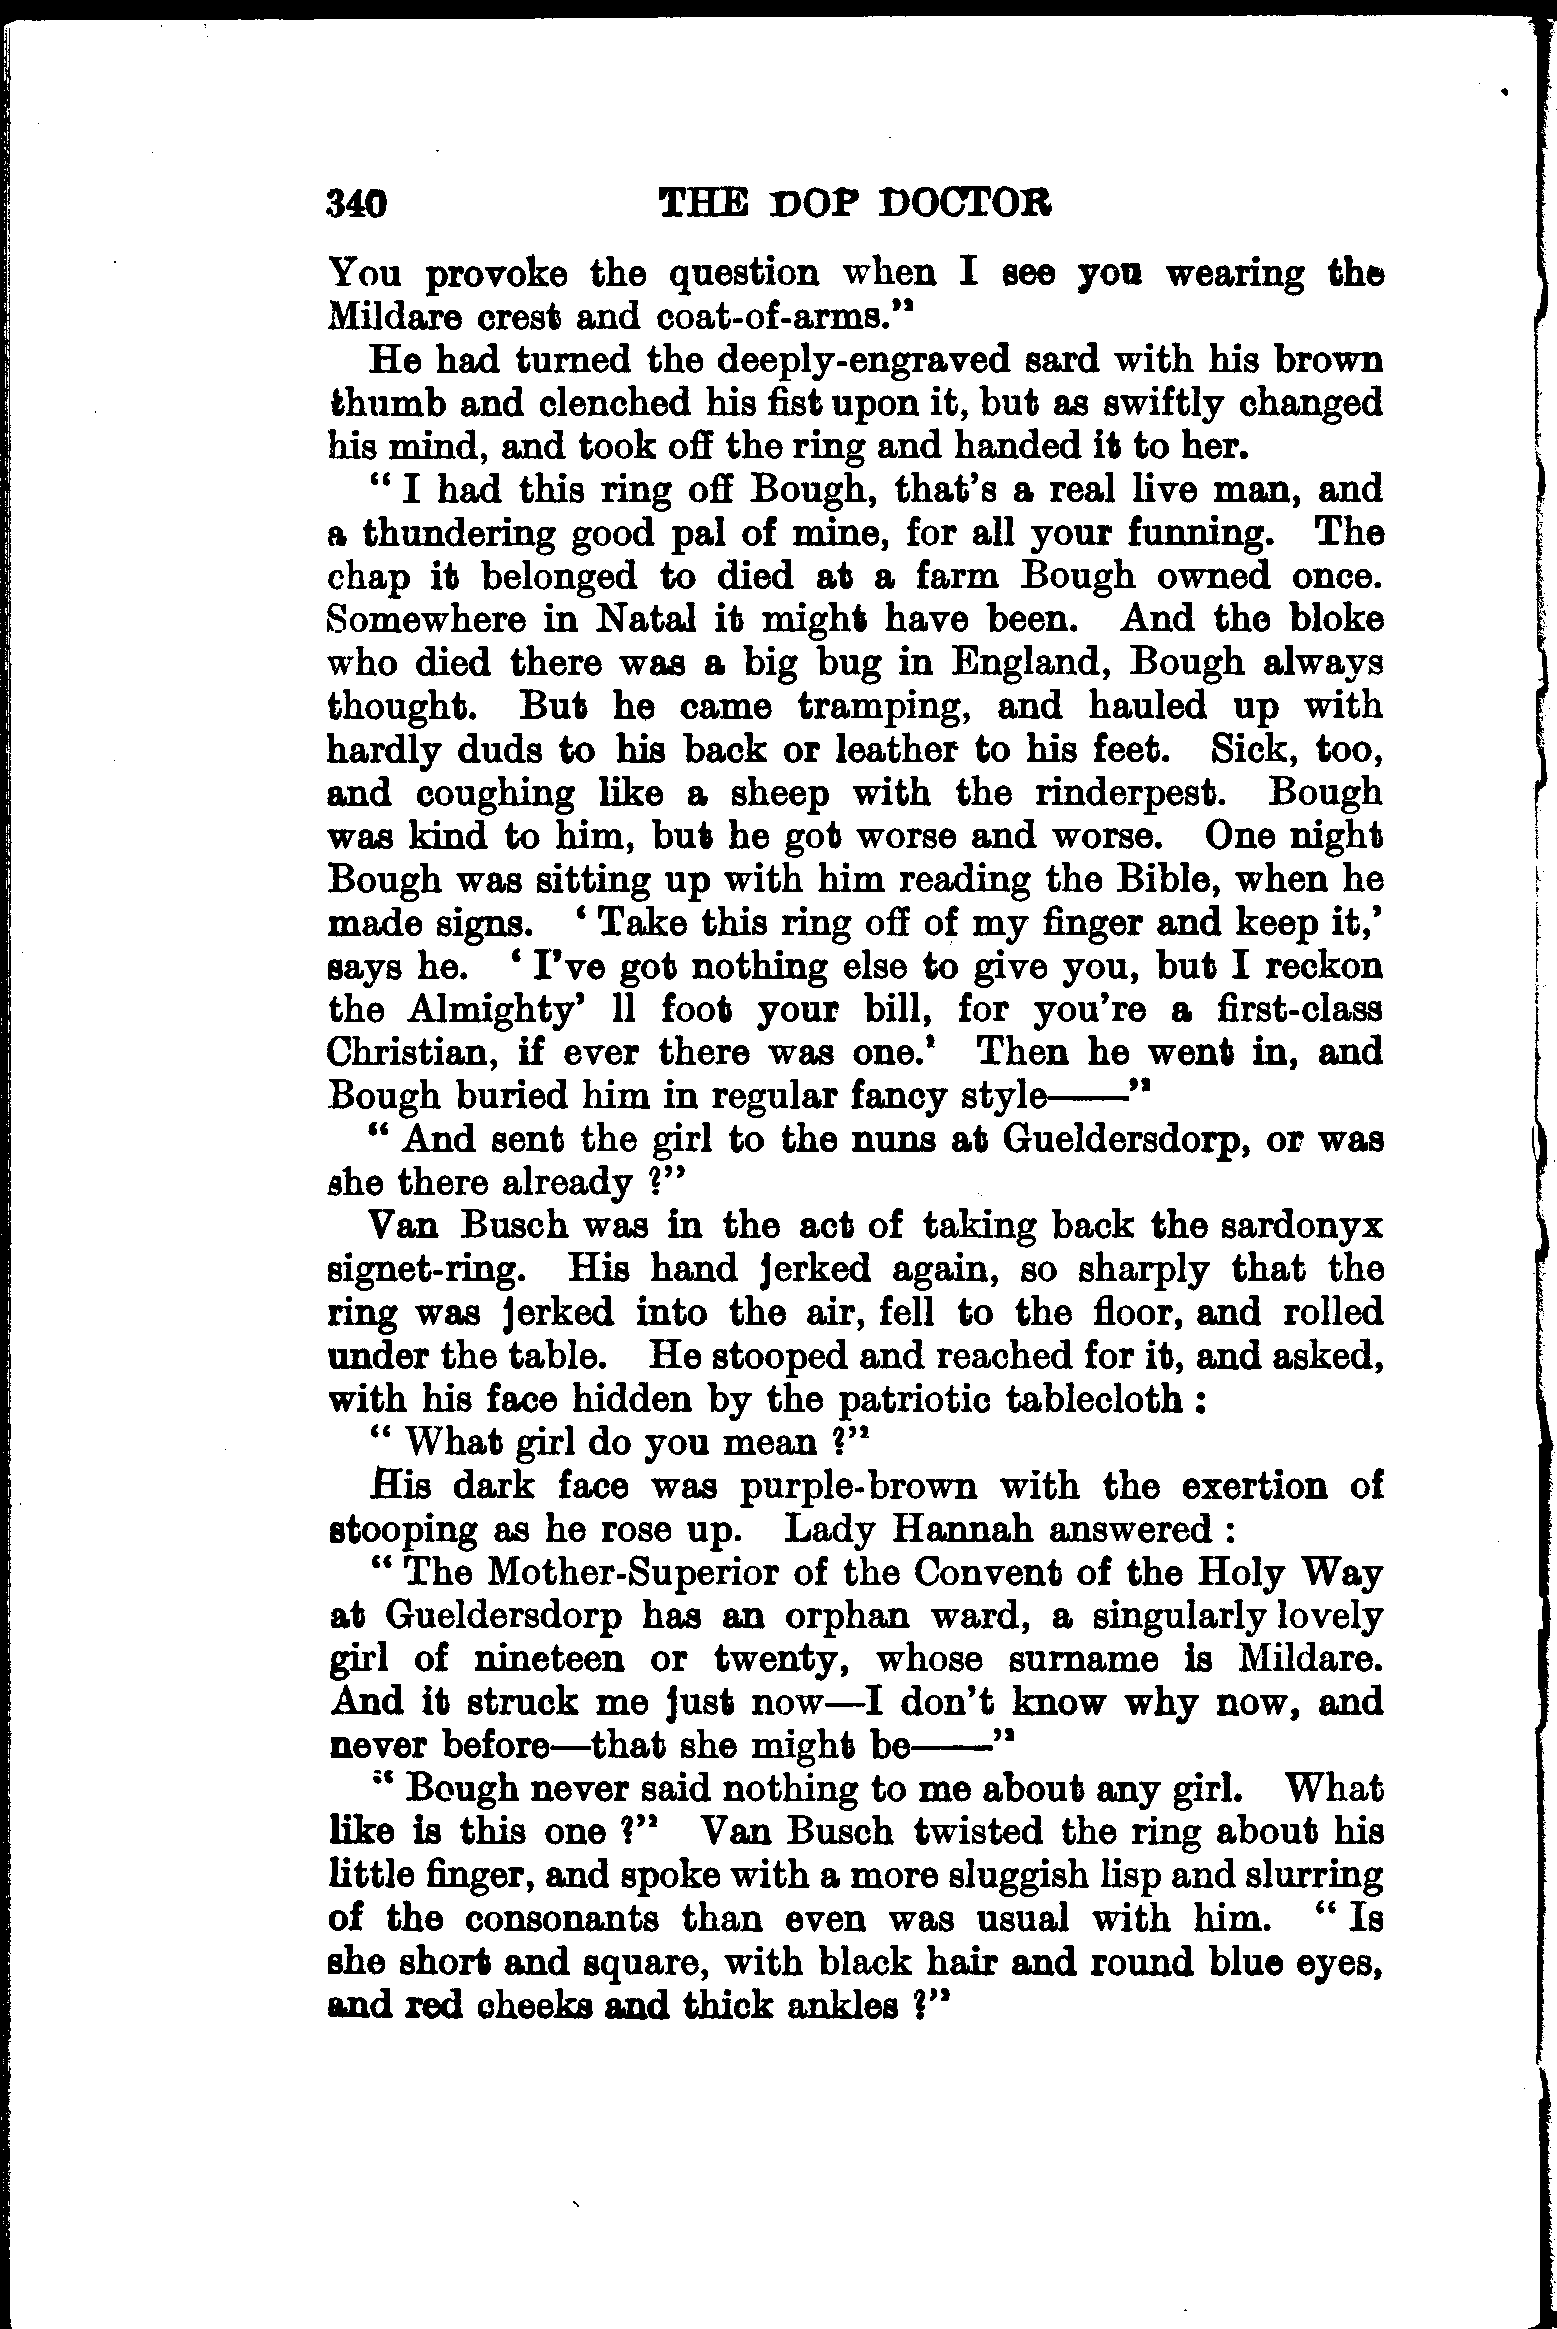 340 THE DOP DOCTOR
You provoke the question when I see you wearing the
Mildare crest and coat-of-arms."
He had turned the deeply-engraved sard with his brown
thumb and clenched his fist upon it, but as swiftly changed
his mind, and took off the ring and handed it to her.
"I had this ring off Bough, that's a real live man, and
a thundering good pal of mine, for all your funning. The
chap it belonged to died at a farm Bough owned once.
Somewhere in Natal it might have been. And the bloke
who died there was a big bug in England, Bough always
thought. But he came tramping, and hauled up with
hardly duds to his back or leather to his feet. Sick, too,
and coughing like a sheep with the rinderpest. Bough
was kind to him, but he got worse and worse. One night
Bough was sitting up with him reading the Bible, when he
made signs. 'Take this ring off of my finger and keep it,'
says he. 'I've got nothing else to give you, but I reckon
the Almighty' ll foot your bill, for you're a first-class
Christian, if ever there was one.' Then he went in, and
Bough buried him in regular fancy style——"
"And sent the girl to the nuns at Gueldersdorp, or was
she there already ?"
Van Busch was in the act of taking back the sardonyx
signet-ring. His hand jerked again, so sharply that the
ring was jerked into the air, fell to the floor, and rolled
under the table. He stooped and reached for it, and asked,
with his face hidden by the patriotic tablecloth :
"What girl do you mean ?"
His dark face was purple-brown with the exertion of
stooping as he rose up. Lady Hannah answered :
"The Mother-Superior of the Convent of the Holy Way
at Gueldersdorp has an orphan ward, a singularly lovely
girl of nineteen or twenty, whose surname is Mildare.
And it struck me just now—I don't know why now, and
never before—that she might be——"
"Bough never said nothing to me about any girl. What
like is this one ?" Van Busch twisted the ring about his
little finger, and spoke with a more sluggish lisp and slurring
of the consonants than even was usual with him. "Is
she short and square, with black hair and round blue eyes,
and red cheeks and thick ankles ?"